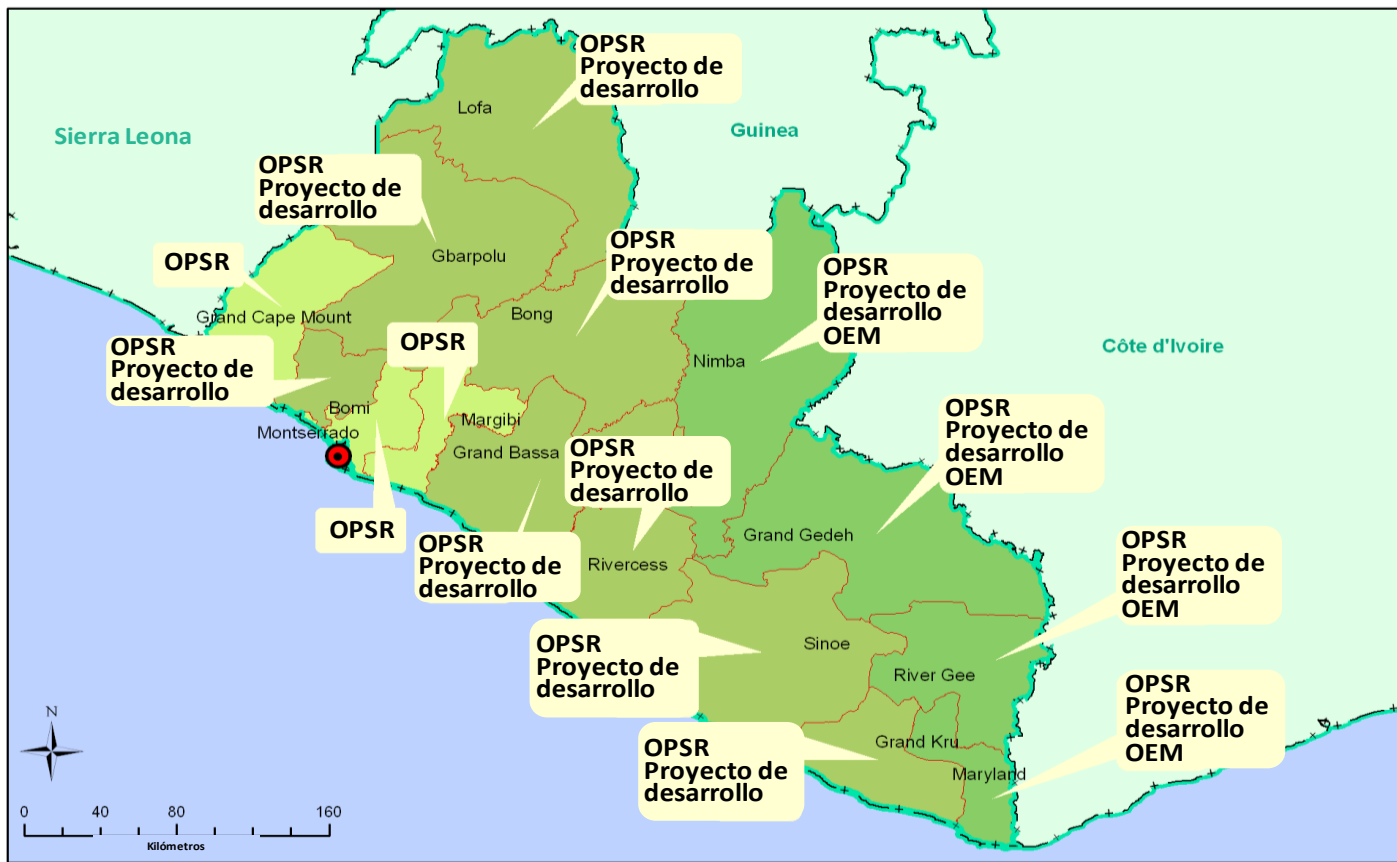 OPSR
Proyecto de
desarrollo
Lofa
Guinea
Sierra Leona
OPSR
Proyecto de
desarrollo
Gbarpolu
OPSR
Proyecto de
desarrollo
OPSR
OPSR
Proyecto de
desarrollo
OEM
Grand Cape Mount
Bong
OPSR
Nimba
Côte d'Ivoire
OPSR
Proyecto de
desarrollo
Bomi
Margibi
Montserrado
Grand Bassa
OPSR
Proyecto de
desarrollo
OPSR
Proyecto de
desarrollo
OEM
OPSR
Grand Gedeh
OPSR
Proyecto de
desarrollo
Rivercess
OPSR
Proyecto de
desarrollo
OEM
OPSR
Proyecto de
desarrollo
Sinoe
River Gee
OPSR
Proyecto de
desarrollo
OEM
N
OPSR
Proyecto de
desarrollo
Grand Kru
Maryland
0 40 80 160
Kilómetros